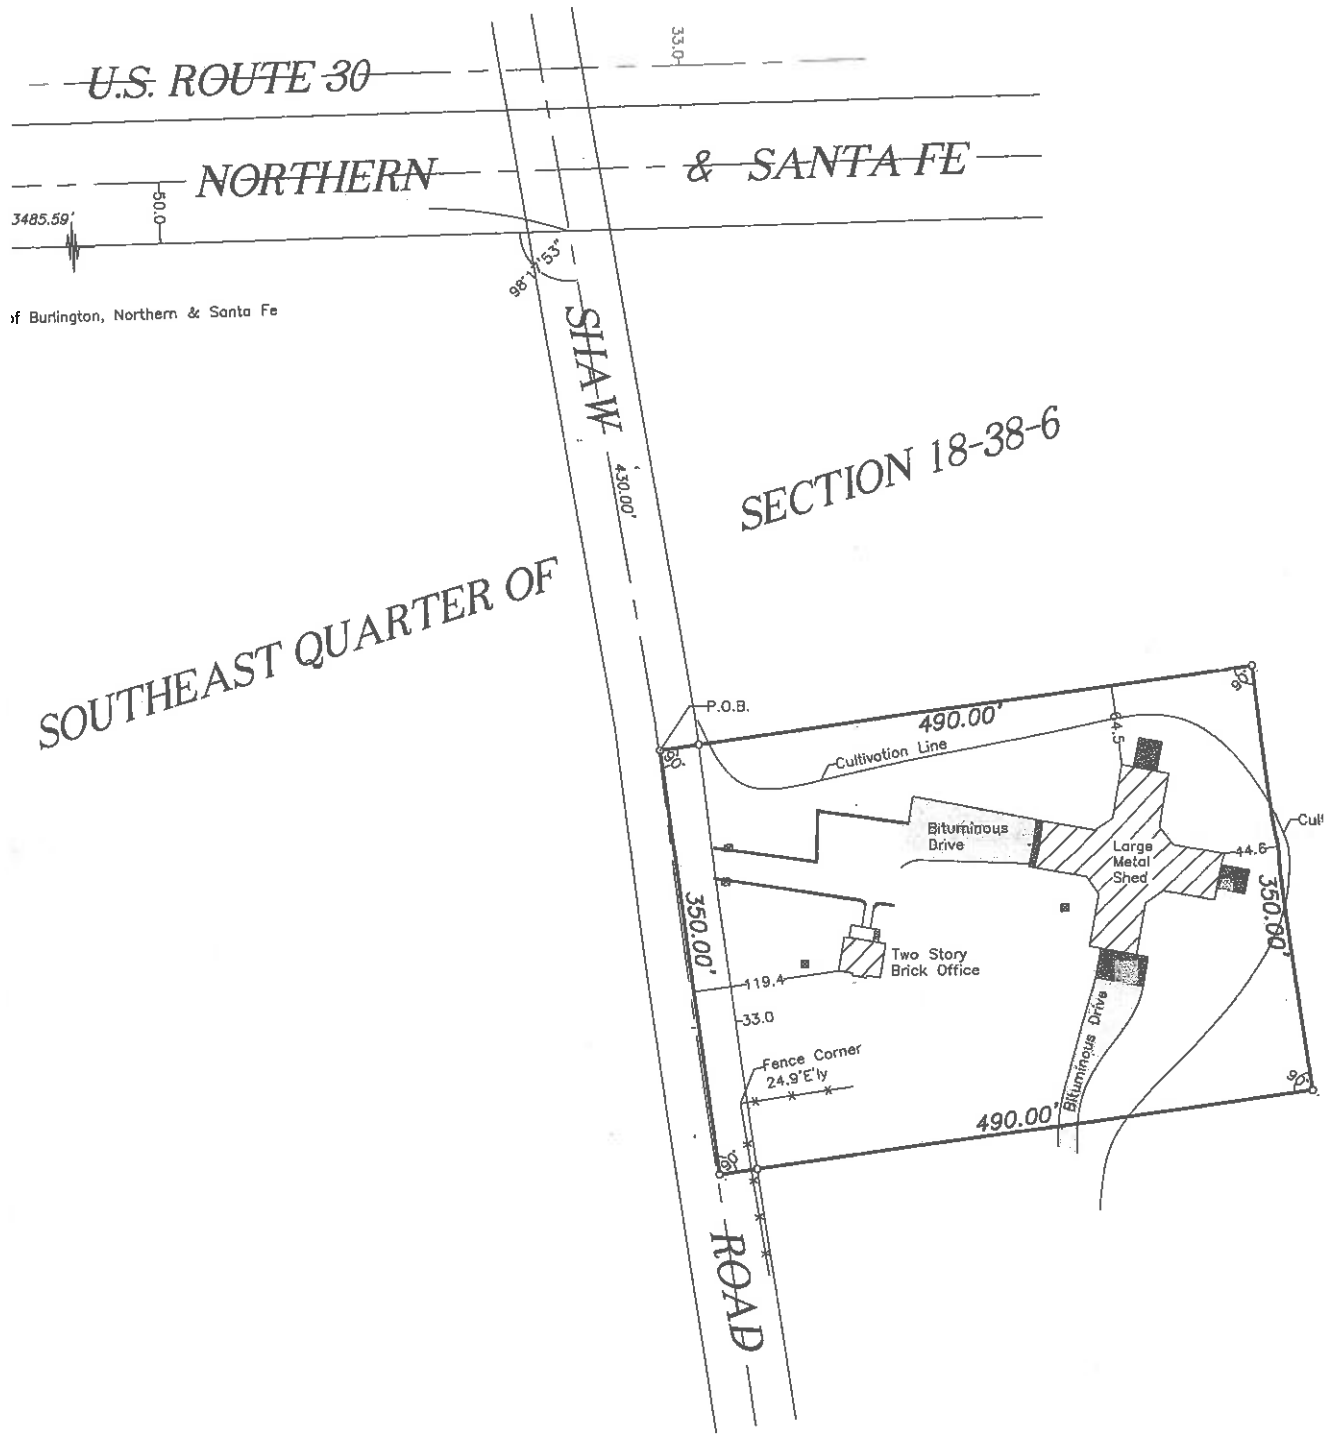 33.0
U.S. ROUTE 30
NORTHERN & SANTA FE
3485.59'
50.0
98°17'53"
of Burlington, Northern & Santa Fe
SHAW
430.00'
SECTION 18-38-6
SOUTHEAST QUARTER OF
P.O.B.
490.00'
90°
90°
64.5
Cultivation Line
Bituminous
Drive
Large
Metal
Shed
44.6
Cult
350.00'
350.00'
Two Story
Brick Office
119.4
33.0
Bituminous Drive
Fence Corner
24.9'E'ly
490.00'
90°
90°
ROAD